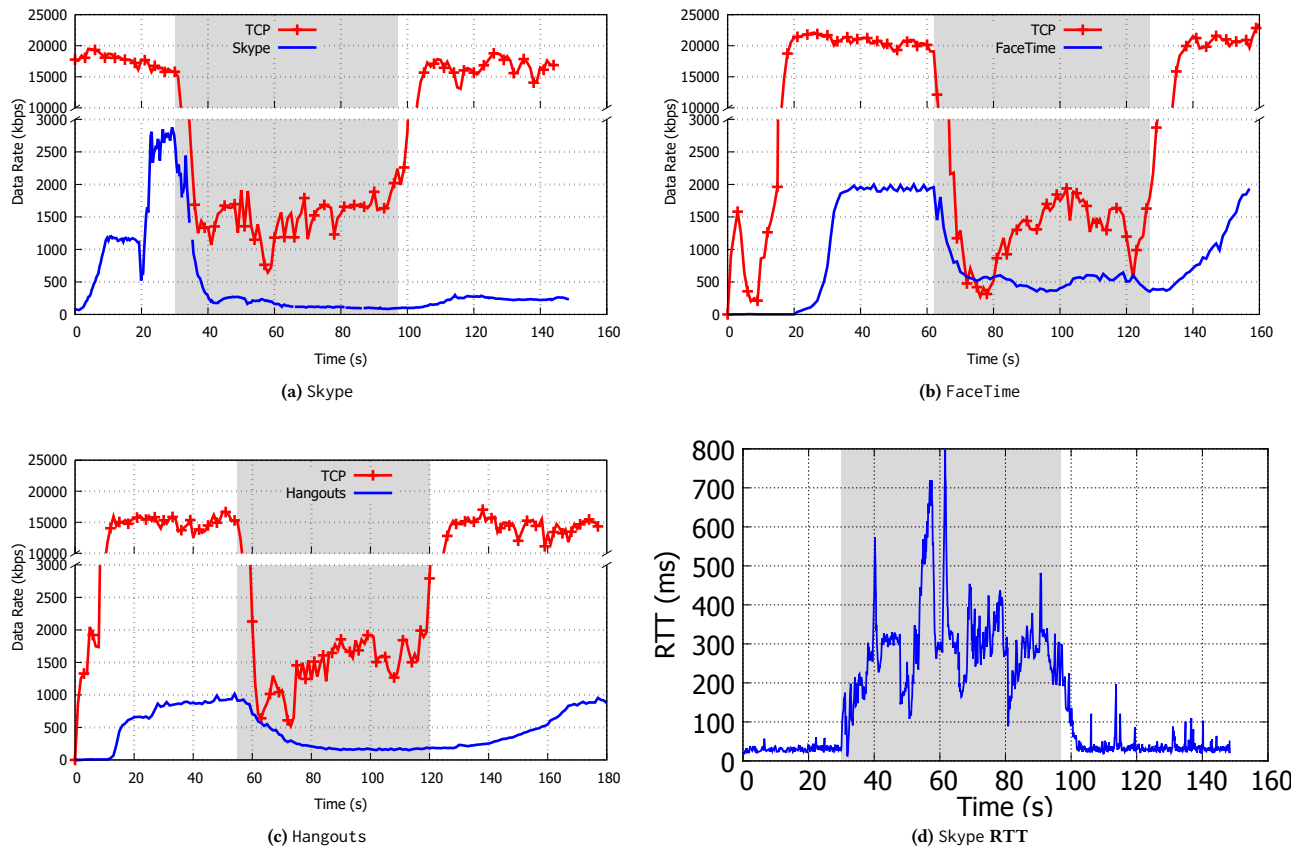 25000
20000
15000
10000
3000
2500
2000
1500
1000
500
0
Data Rate (kbps)
TCP
Skype
0 20 40 60 80 100 120 140 160
Time (s)
(a) Skype
25000
20000
15000
10000
3000
2500
2000
1500
1000
500
0
Data Rate (kbps)
TCP
FaceTime
0 20 40 60 80 100 120 140 160
Time (s)
(b) FaceTime
25000
20000
15000
10000
3000
2500
2000
1500
1000
500
0
Data Rate (kbps)
TCP
Hangouts
0 20 40 60 80 100 120 140 160 180
Time (s)
(c) Hangouts
800
700
600
500
400
300
200
100
0
RTT (ms)
0 20 40 60 80 100 120 140 160
Time (s)
(d) Skype RTT